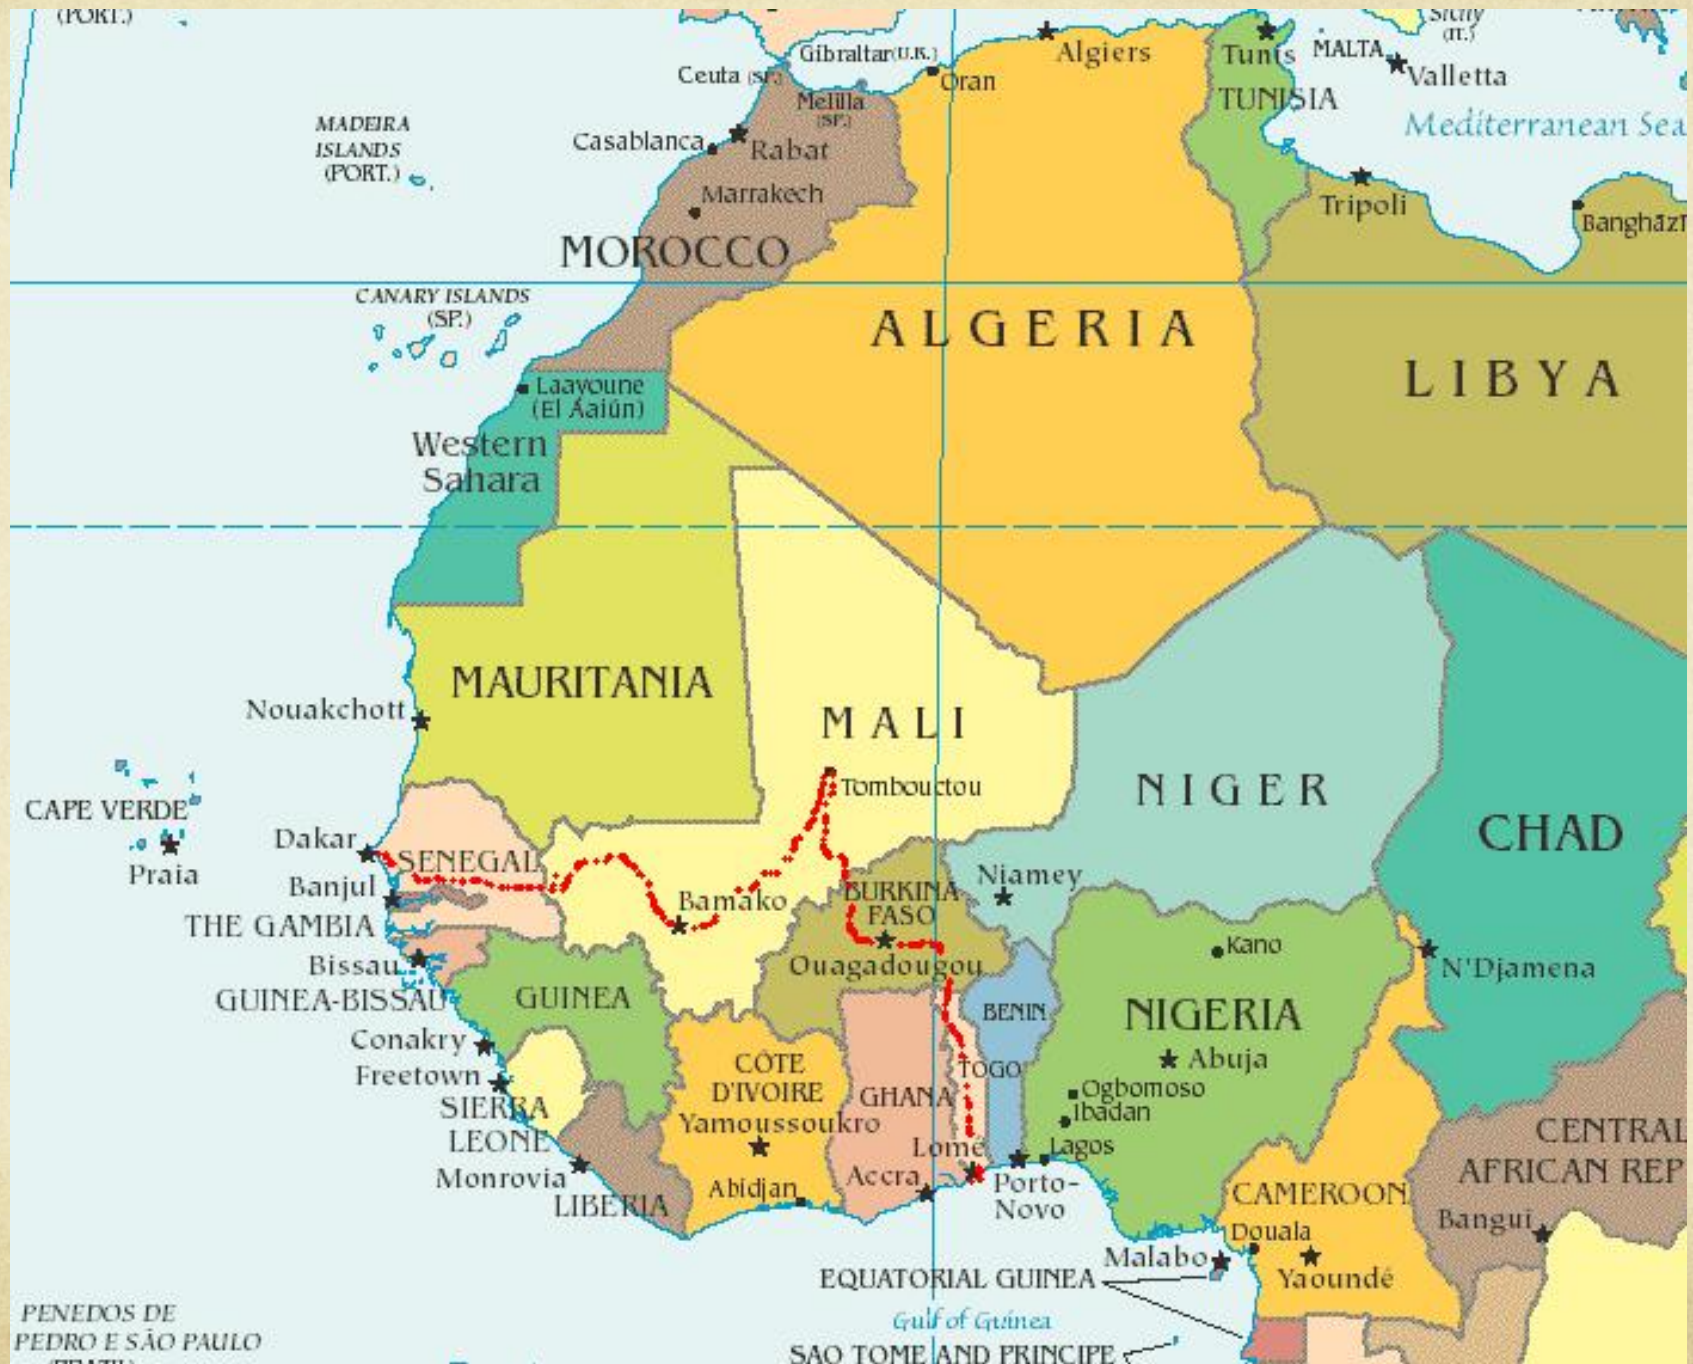 (PORT.)
Sicily
(IT.)
Gibraltar (U.K.)
Algiers
Tunis
MALTA
Valletta
Ceuta (SP.)
Oran
Melilla
(SP.)
TUNISIA
Mediterranean Sea
MADEIRA
ISLANDS
(PORT.)
Casablanca
Rabat
Marrakech
Tripoli
Banghāzī
MOROCCO
CANARY ISLANDS
(SP.)
ALGERIA
LIBYA
Laayoune
(El Aaiún)
Western
Sahara
MAURITANIA
Nouakchott
MALI
Tombouctou
NIGER
CAPE VERDE
Praia
Dakar
SENEGAL
CHAD
Banjul
THE GAMBIA
Bamako
BURKINA
FASO
Niamey
Ouagadougou
Kano
N'Djamena
Bissau
GUINEA-BISSAU
GUINEA
BENIN
NIGERIA
Conakry
Freetown
SIERRA
LEONE
CÔTE
D'IVOIRE
Yamoussoukro
GHANA
TOGO
Abuja
Ogbomoso
Ibadan
Lagos
Lomé
CENTRAL
AFRICAN REP
Monrovia
LIBERIA
Abidjan
Accra
Porto-
Novo
CAMEROON
Bangui
Douala
Malabo
Yaoundé
EQUATORIAL GUINEA
Gulf of Guinea
SAO TOME AND PRINCIPE
PENEDOS DE
PEDRO E SÃO PAULO
(BRAZIL)